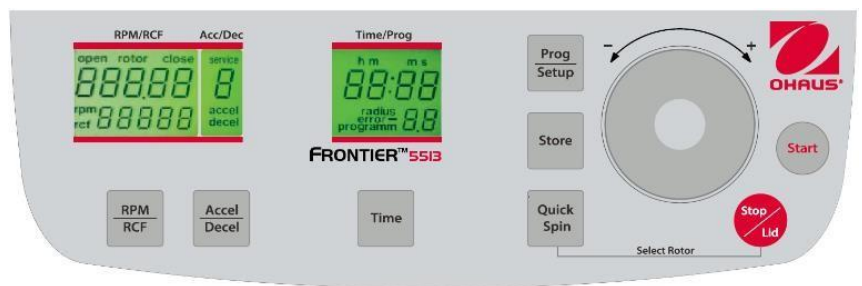 RPM/RCF Acc/Dec
open rotor close service
888.88 8
rpm accel
rcf 88888 decel
Time/Prog
h m m s
88:88
radius
error
programm 8.8
FRONTIER™ 5513
Prog
Setup
Store
Quick
Spin
RPM
RCF
Accel
Decel
Time
- +
OHAUS®
Start
Stop
Lid
Select Rotor